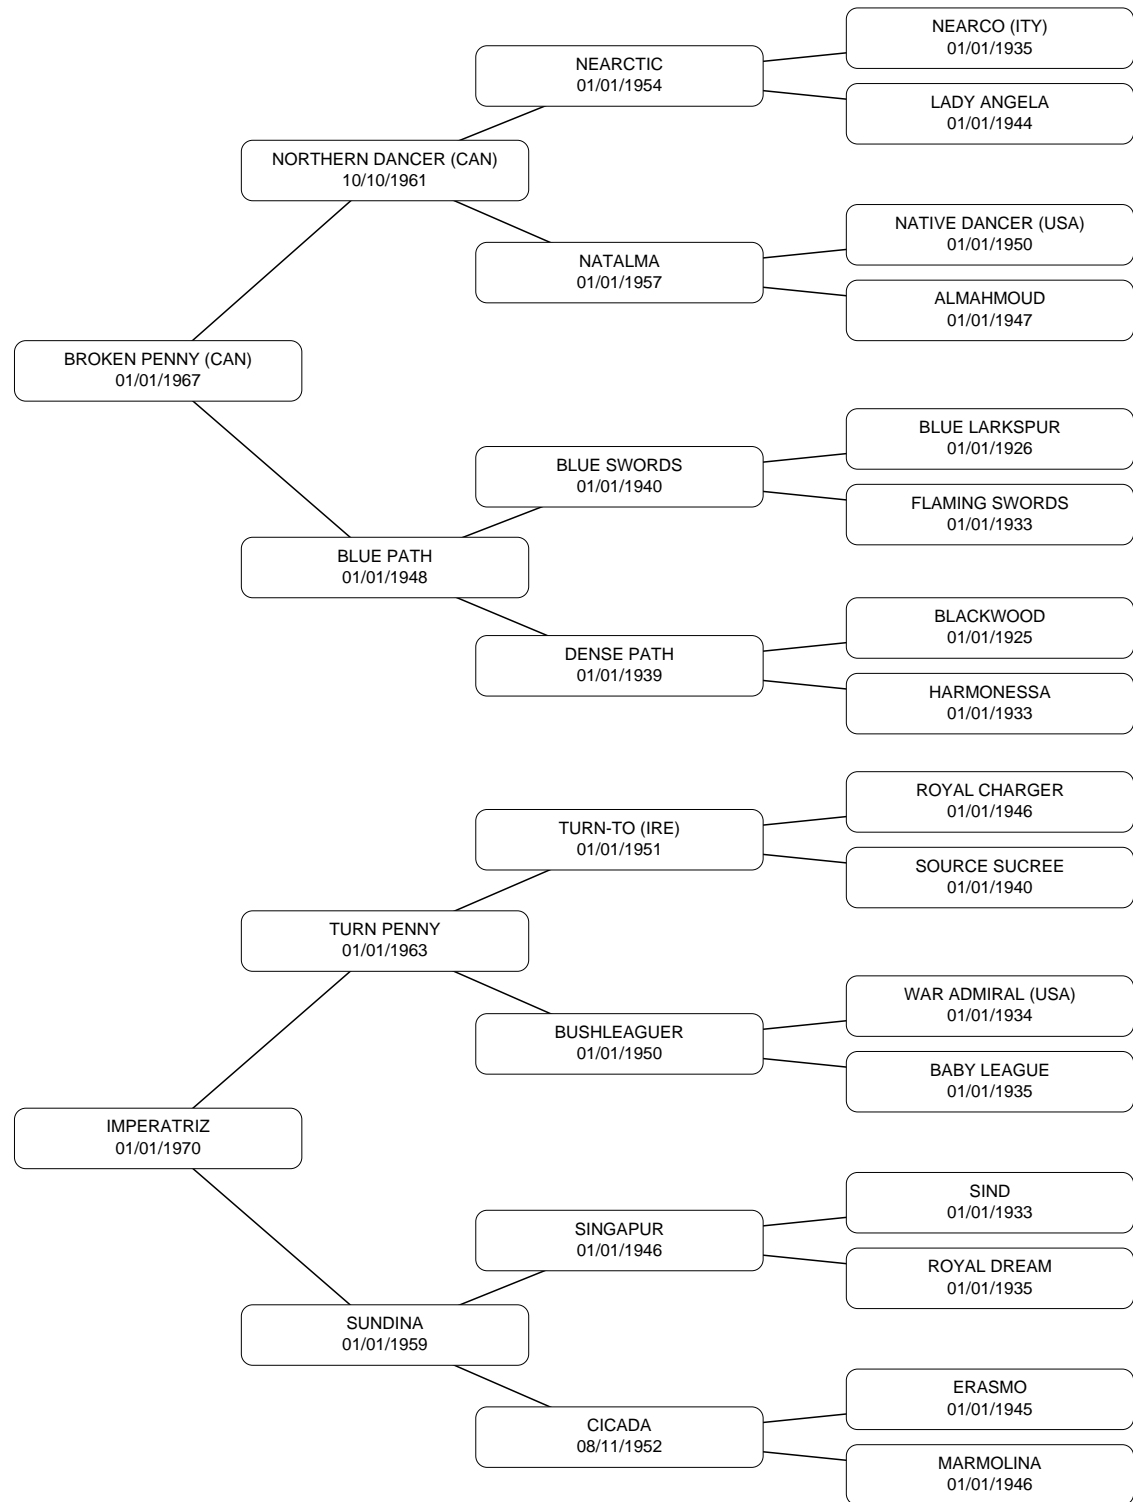 NEARCO (ITY)
01/01/1935
NEARCTIC
01/01/1954
LADY ANGELA
01/01/1944
NORTHERN DANCER (CAN)
10/10/1961
NATIVE DANCER (USA)
01/01/1950
NATALMA
01/01/1957
ALMAHMOUD
01/01/1947
BROKEN PENNY (CAN)
01/01/1967
BLUE LARKSPUR
01/01/1926
BLUE SWORDS
01/01/1940
FLAMING SWORDS
01/01/1933
BLUE PATH
01/01/1948
BLACKWOOD
01/01/1925
DENSE PATH
01/01/1939
HARMONESSA
01/01/1933
ROYAL CHARGER
01/01/1946
TURN-TO (IRE)
01/01/1951
SOURCE SUCREE
01/01/1940
TURN PENNY
01/01/1963
WAR ADMIRAL (USA)
01/01/1934
BUSHLEAGUER
01/01/1950
BABY LEAGUE
01/01/1935
IMPERATRIZ
01/01/1970
SIND
01/01/1933
SINGAPUR
01/01/1946
ROYAL DREAM
01/01/1935
SUNDINA
01/01/1959
ERASMO
01/01/1945
CICADA
08/11/1952
MARMOLINA
01/01/1946